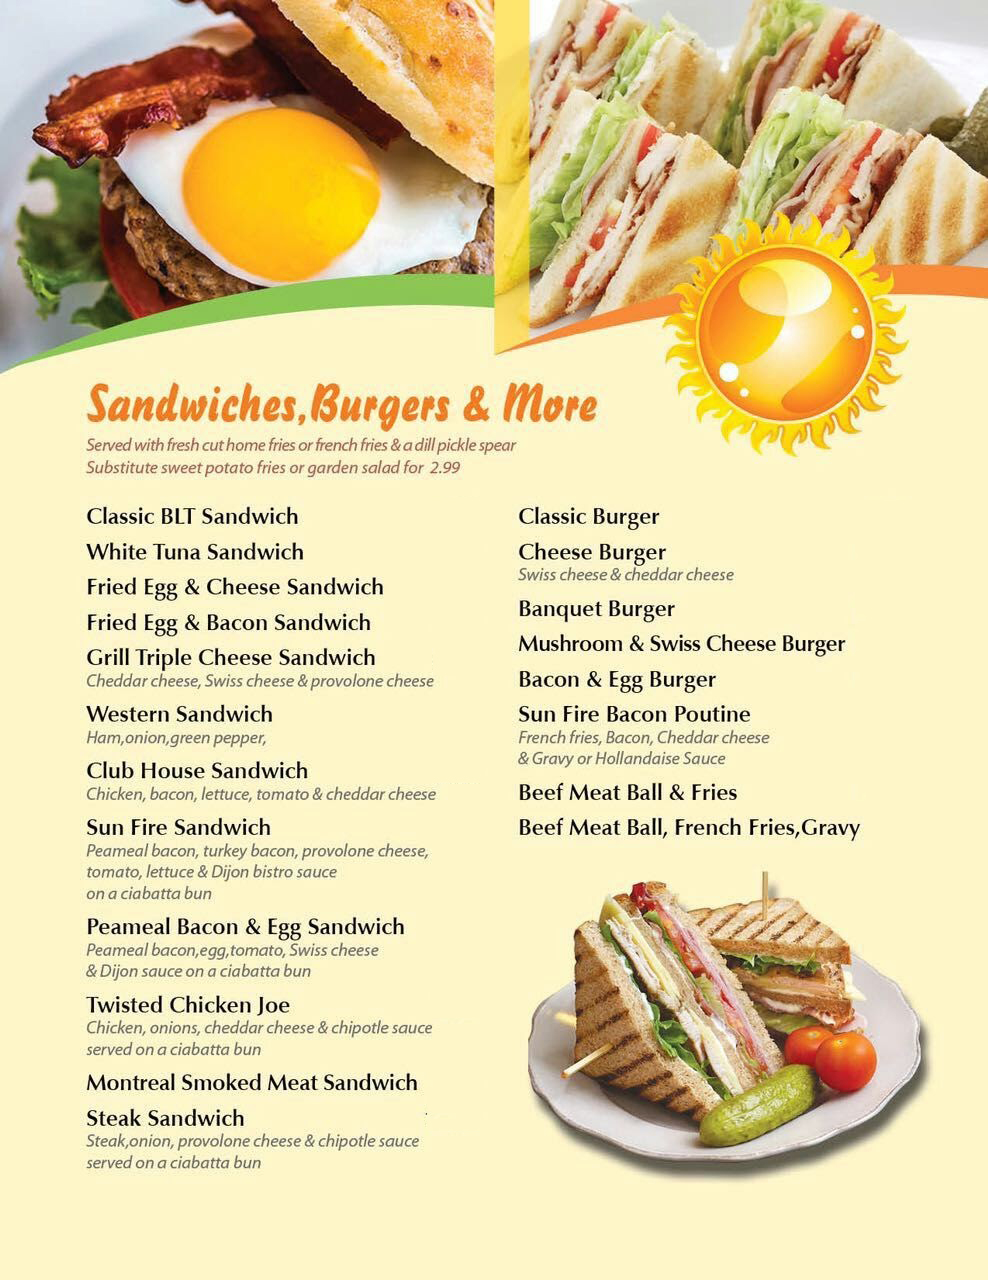 Sandwiches,Burgers & More
Served with fresh cut home fries or french fries & a dill pickle spear
Substitute sweet potato fries or garden salad for 2.99
Classic BLT Sandwich
White Tuna Sandwich
Fried Egg & Cheese Sandwich
Fried Egg & Bacon Sandwich
Grill Triple Cheese Sandwich
Cheddar cheese, Swiss cheese & provolone cheese
Western Sandwich
Ham,onion,green pepper,
Club House Sandwich
Chicken, bacon, lettuce, tomato & cheddar cheese
Sun Fire Sandwich
Peameal bacon, turkey bacon, provolone cheese,
tomato, lettuce & Dijon bistro sauce
on a ciabatta bun
Peameal Bacon & Egg Sandwich
Peameal bacon,egg,tomato, Swiss cheese
& Dijon sauce on a ciabatta bun
Twisted Chicken Joe
Chicken, onions, cheddar cheese & chipotle sauce
served on a ciabatta bun
Montreal Smoked Meat Sandwich
Steak Sandwich
Steak,onion, provolone cheese & chipotle sauce
served on a ciabatta bun
Classic Burger
Cheese Burger
Swiss cheese & cheddar cheese
Banquet Burger
Mushroom & Swiss Cheese Burger
Bacon & Egg Burger
Sun Fire Bacon Poutine
French fries, Bacon, Cheddar cheese
& Gravy or Hollandaise Sauce
Beef Meat Ball & Fries
Beef Meat Ball, French Fries,Gravy